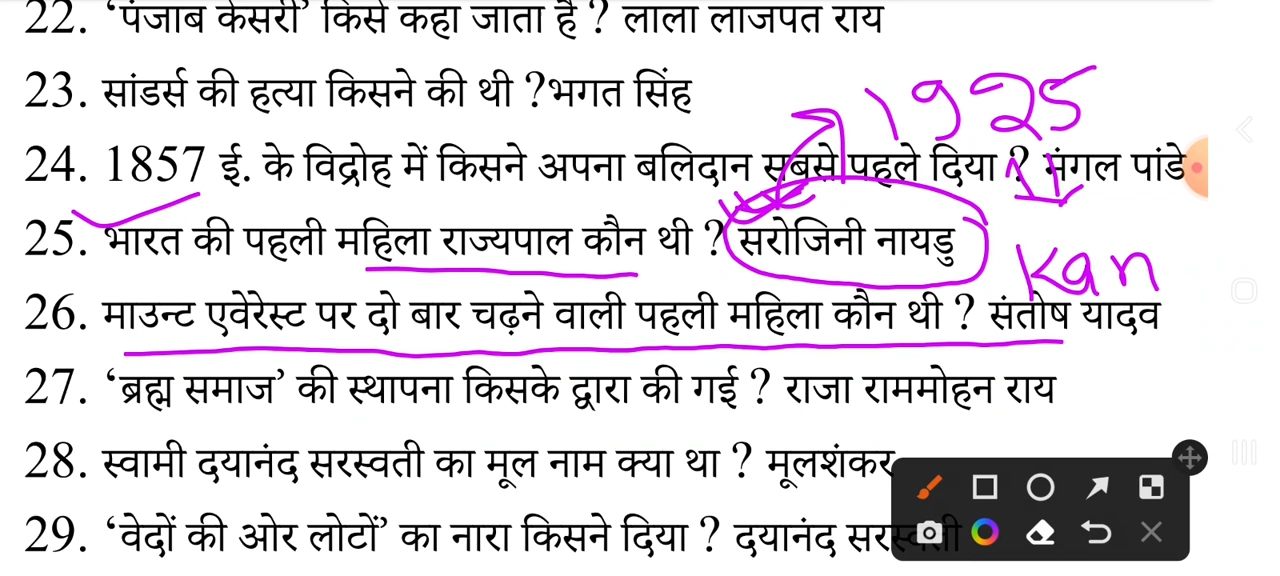 22. ‘पंजाब केसरी’ किसे कहा जाता है ? लाला लाजपत राय
23. सांडर्स की हत्या किसने की थी ?भगत सिंह
1925
24. 1857 ई. के विद्रोह में किसने अपना बलिदान सबसे पहले दिया ? मंगल पांडे
25. भारत की पहली महिला राज्यपाल कौन थी ? सरोजिनी नायडु
Kan
26. माउन्ट एवेरेस्ट पर दो बार चढ़ने वाली पहली महिला कौन थी ? संतोष यादव
27. ‘ब्रह्म समाज’ की स्थापना किसके द्वारा की गई ? राजा राममोहन राय
28. स्वामी दयानंद सरस्वती का मूल नाम क्या था ? मूलशंकर
29. ‘वेदों की ओर लोटों’ का नारा किसने दिया ? दयानंद सरस्वती